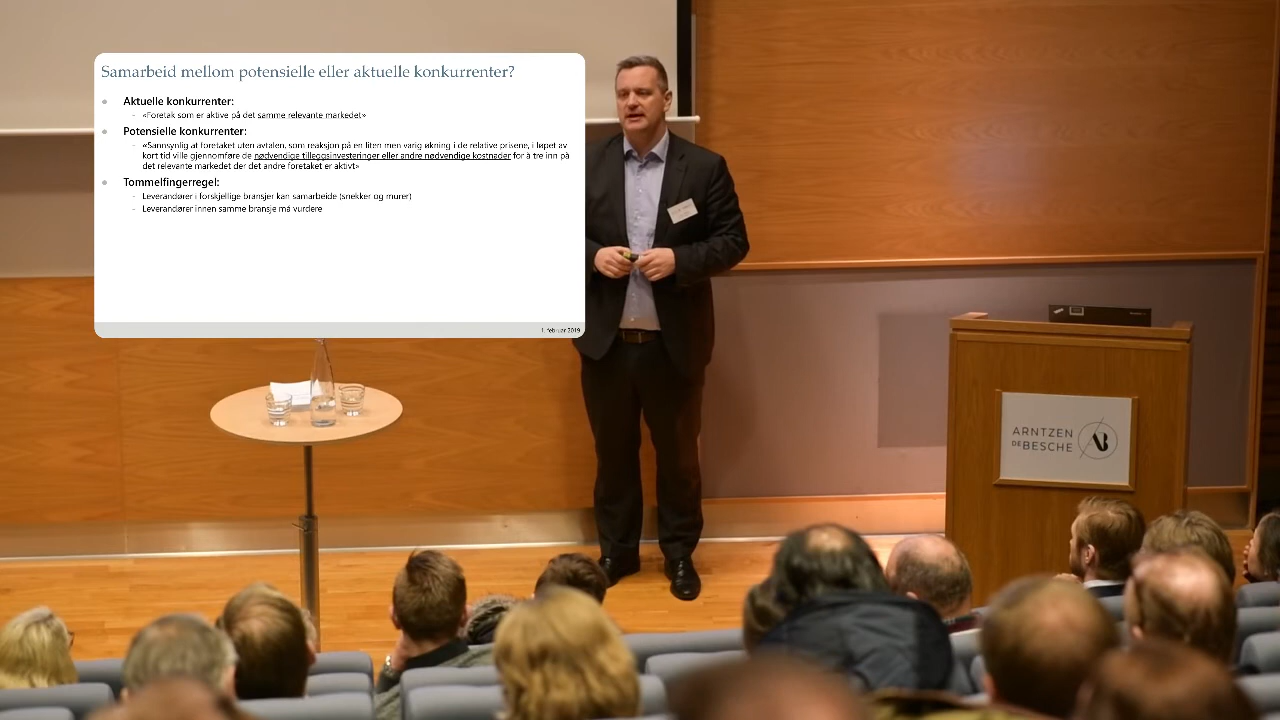 Samarbeid mellom potensielle eller aktuelle konkurrenter?
Aktuelle konkurrenter:
- «Foretak som er aktive på det samme relevante markedet»
Potensielle konkurrenter:
- «Sannsynlig at foretaket uten avtalen, som reaksjon på en liten men varig økning i de relative prisene, i løpet av
kort tid ville gjennomføre de nødvendige tilleggsinvesteringer eller andre nødvendige kostnader for å tre inn på
det relevante markedet der det andre foretaket er aktivt»
Tommelfingerregel:
- Leverandører i forskjellige bransjer kan samarbeide (snekker og murer)
- Leverandører innen samme bransje må vurdere
1. februar 2019
ARNTZEN
DE BESCHE